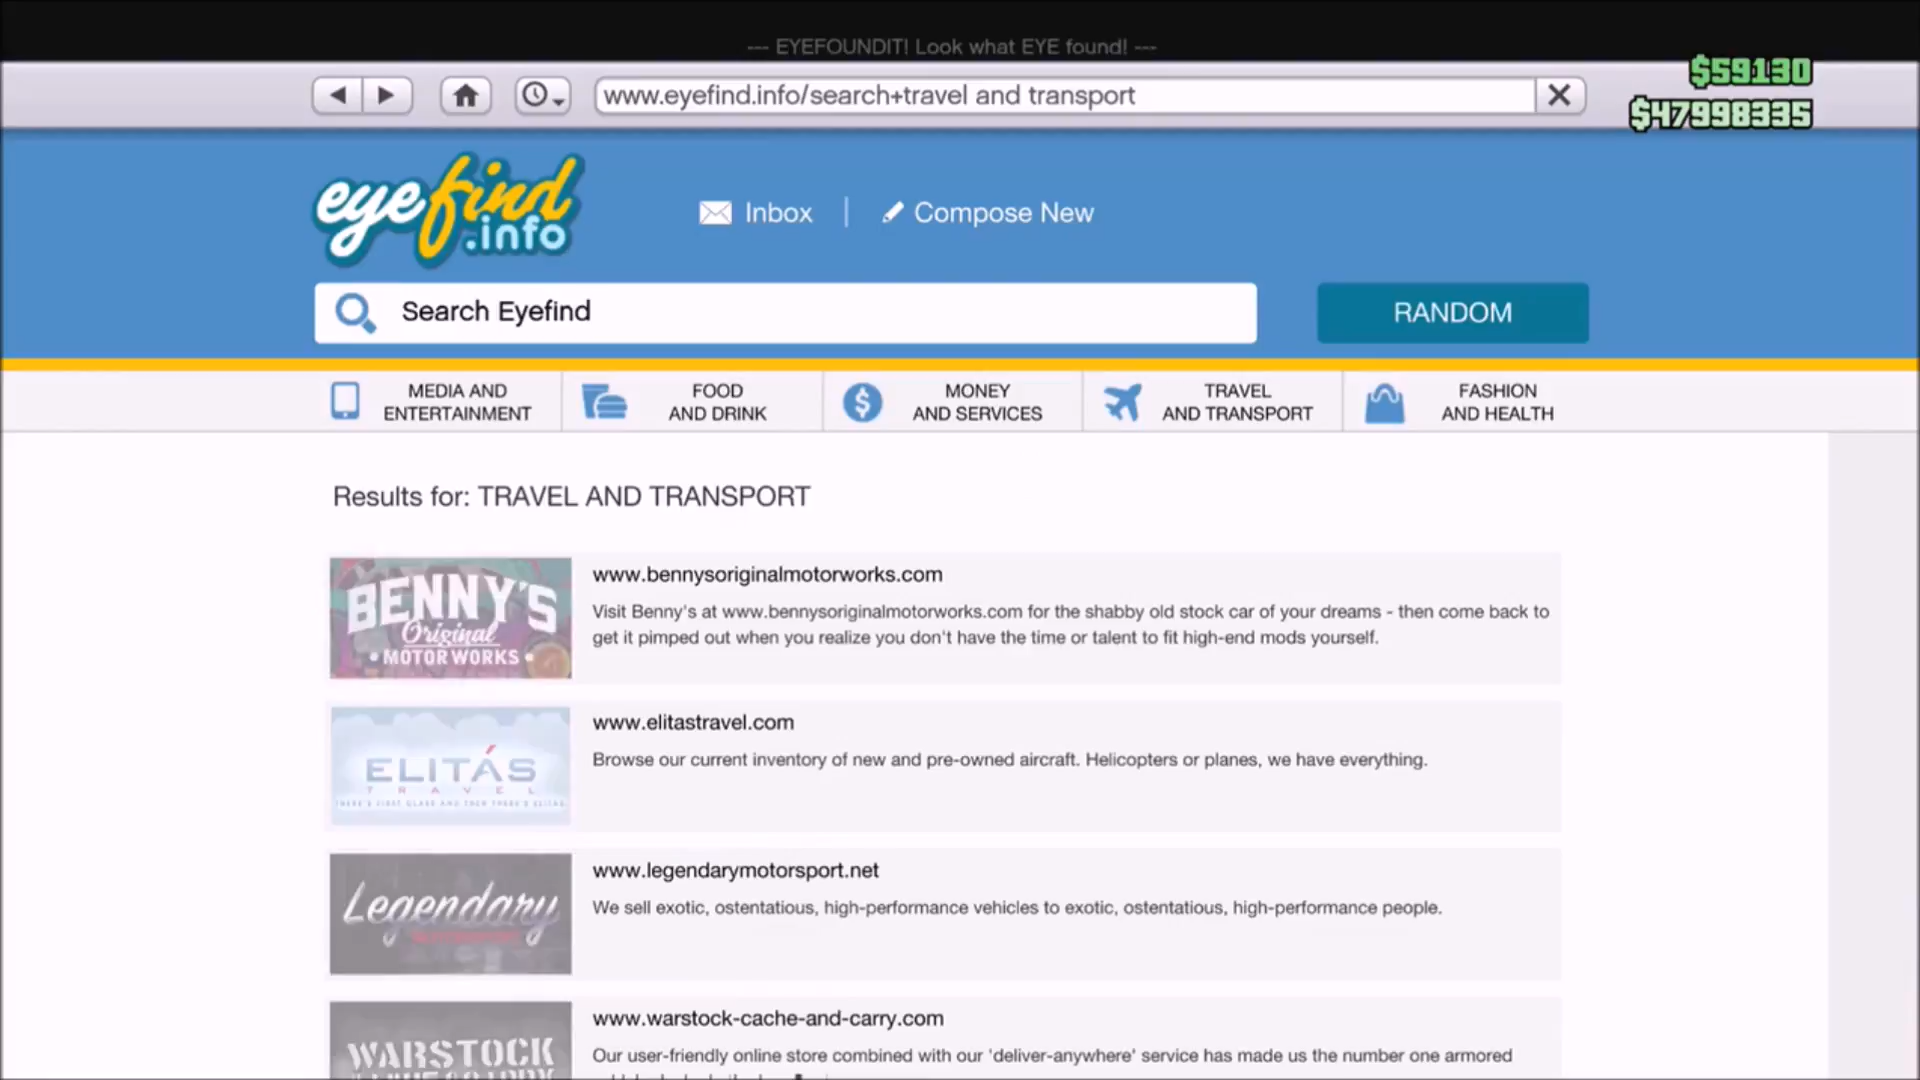 --- EYEFOUNDIT! Look what EYE found! ---
www.eyefind.info/search+travel and transport
$59130
$47998335
eyefind
.info
Inbox
Compose New
Search Eyefind
RANDOM
MEDIA AND
ENTERTAINMENT
FOOD
AND DRINK
MONEY
AND SERVICES
TRAVEL
AND TRANSPORT
FASHION
AND HEALTH
Results for: TRAVEL AND TRANSPORT
BENNY'S
Original
MOTOR WORKS
www.bennysoriginalmotorworks.com
Visit Benny's at www.bennysoriginalmotorworks.com for the shabby old stock car of your dreams - then come back to
get it pimped out when you realize you don't have the time or talent to fit high-end mods yourself.
ELITÁS
TRAVEL
THERE'S FIRST CLASS AND THEN THERE'S ELITÁS
www.elitastravel.com
Browse our current inventory of new and pre-owned aircraft. Helicopters or planes, we have everything.
Legendary
www.legendarymotorsport.net
We sell exotic, ostentatious, high-performance vehicles to exotic, ostentatious, high-performance people.
WARSTOCK
www.warstock-cache-and-carry.com
Our user-friendly online store combined with our 'deliver-anywhere' service has made us the number one armored